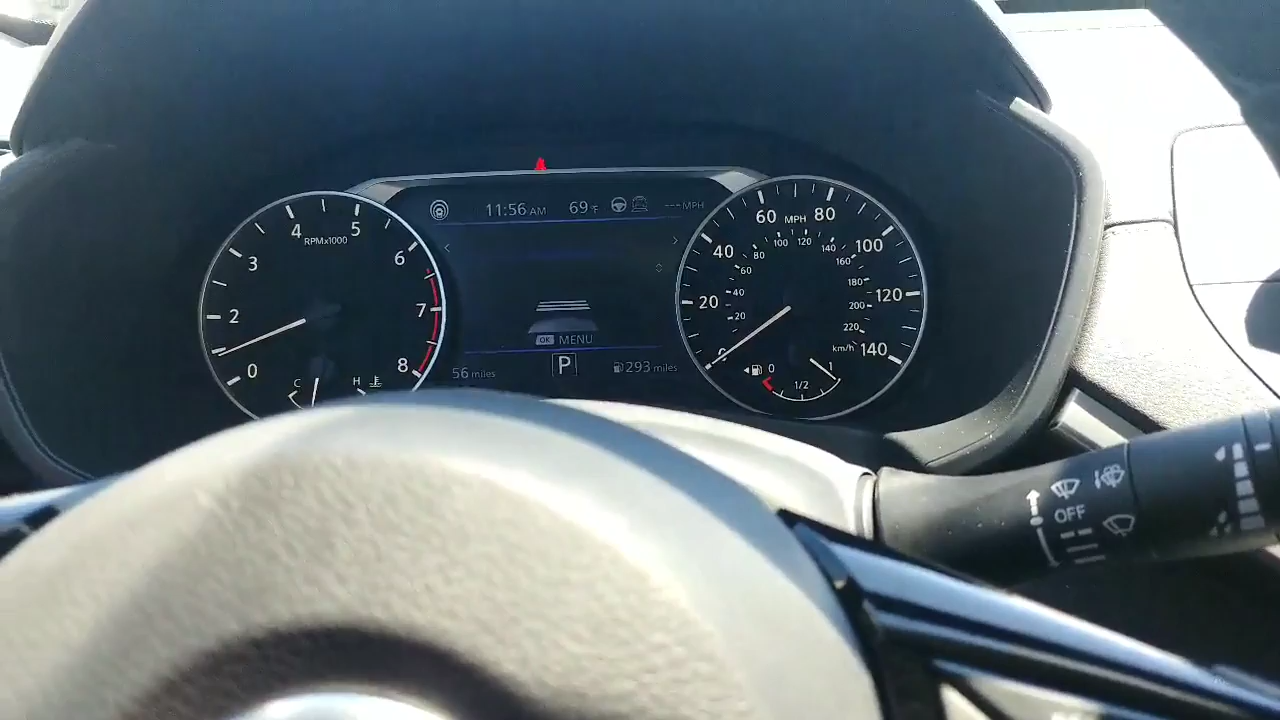 11:56 AM 69°F --- MPH
4 5
RPMx1000
3 6
2 7
0 8
C H
OK MENU
56 miles P 293 miles
60 MPH 80
40 100
20 120
0 140
80 100 120 140
60 160
40 180
20 200
220
km/h
0 1/2 1
OFF